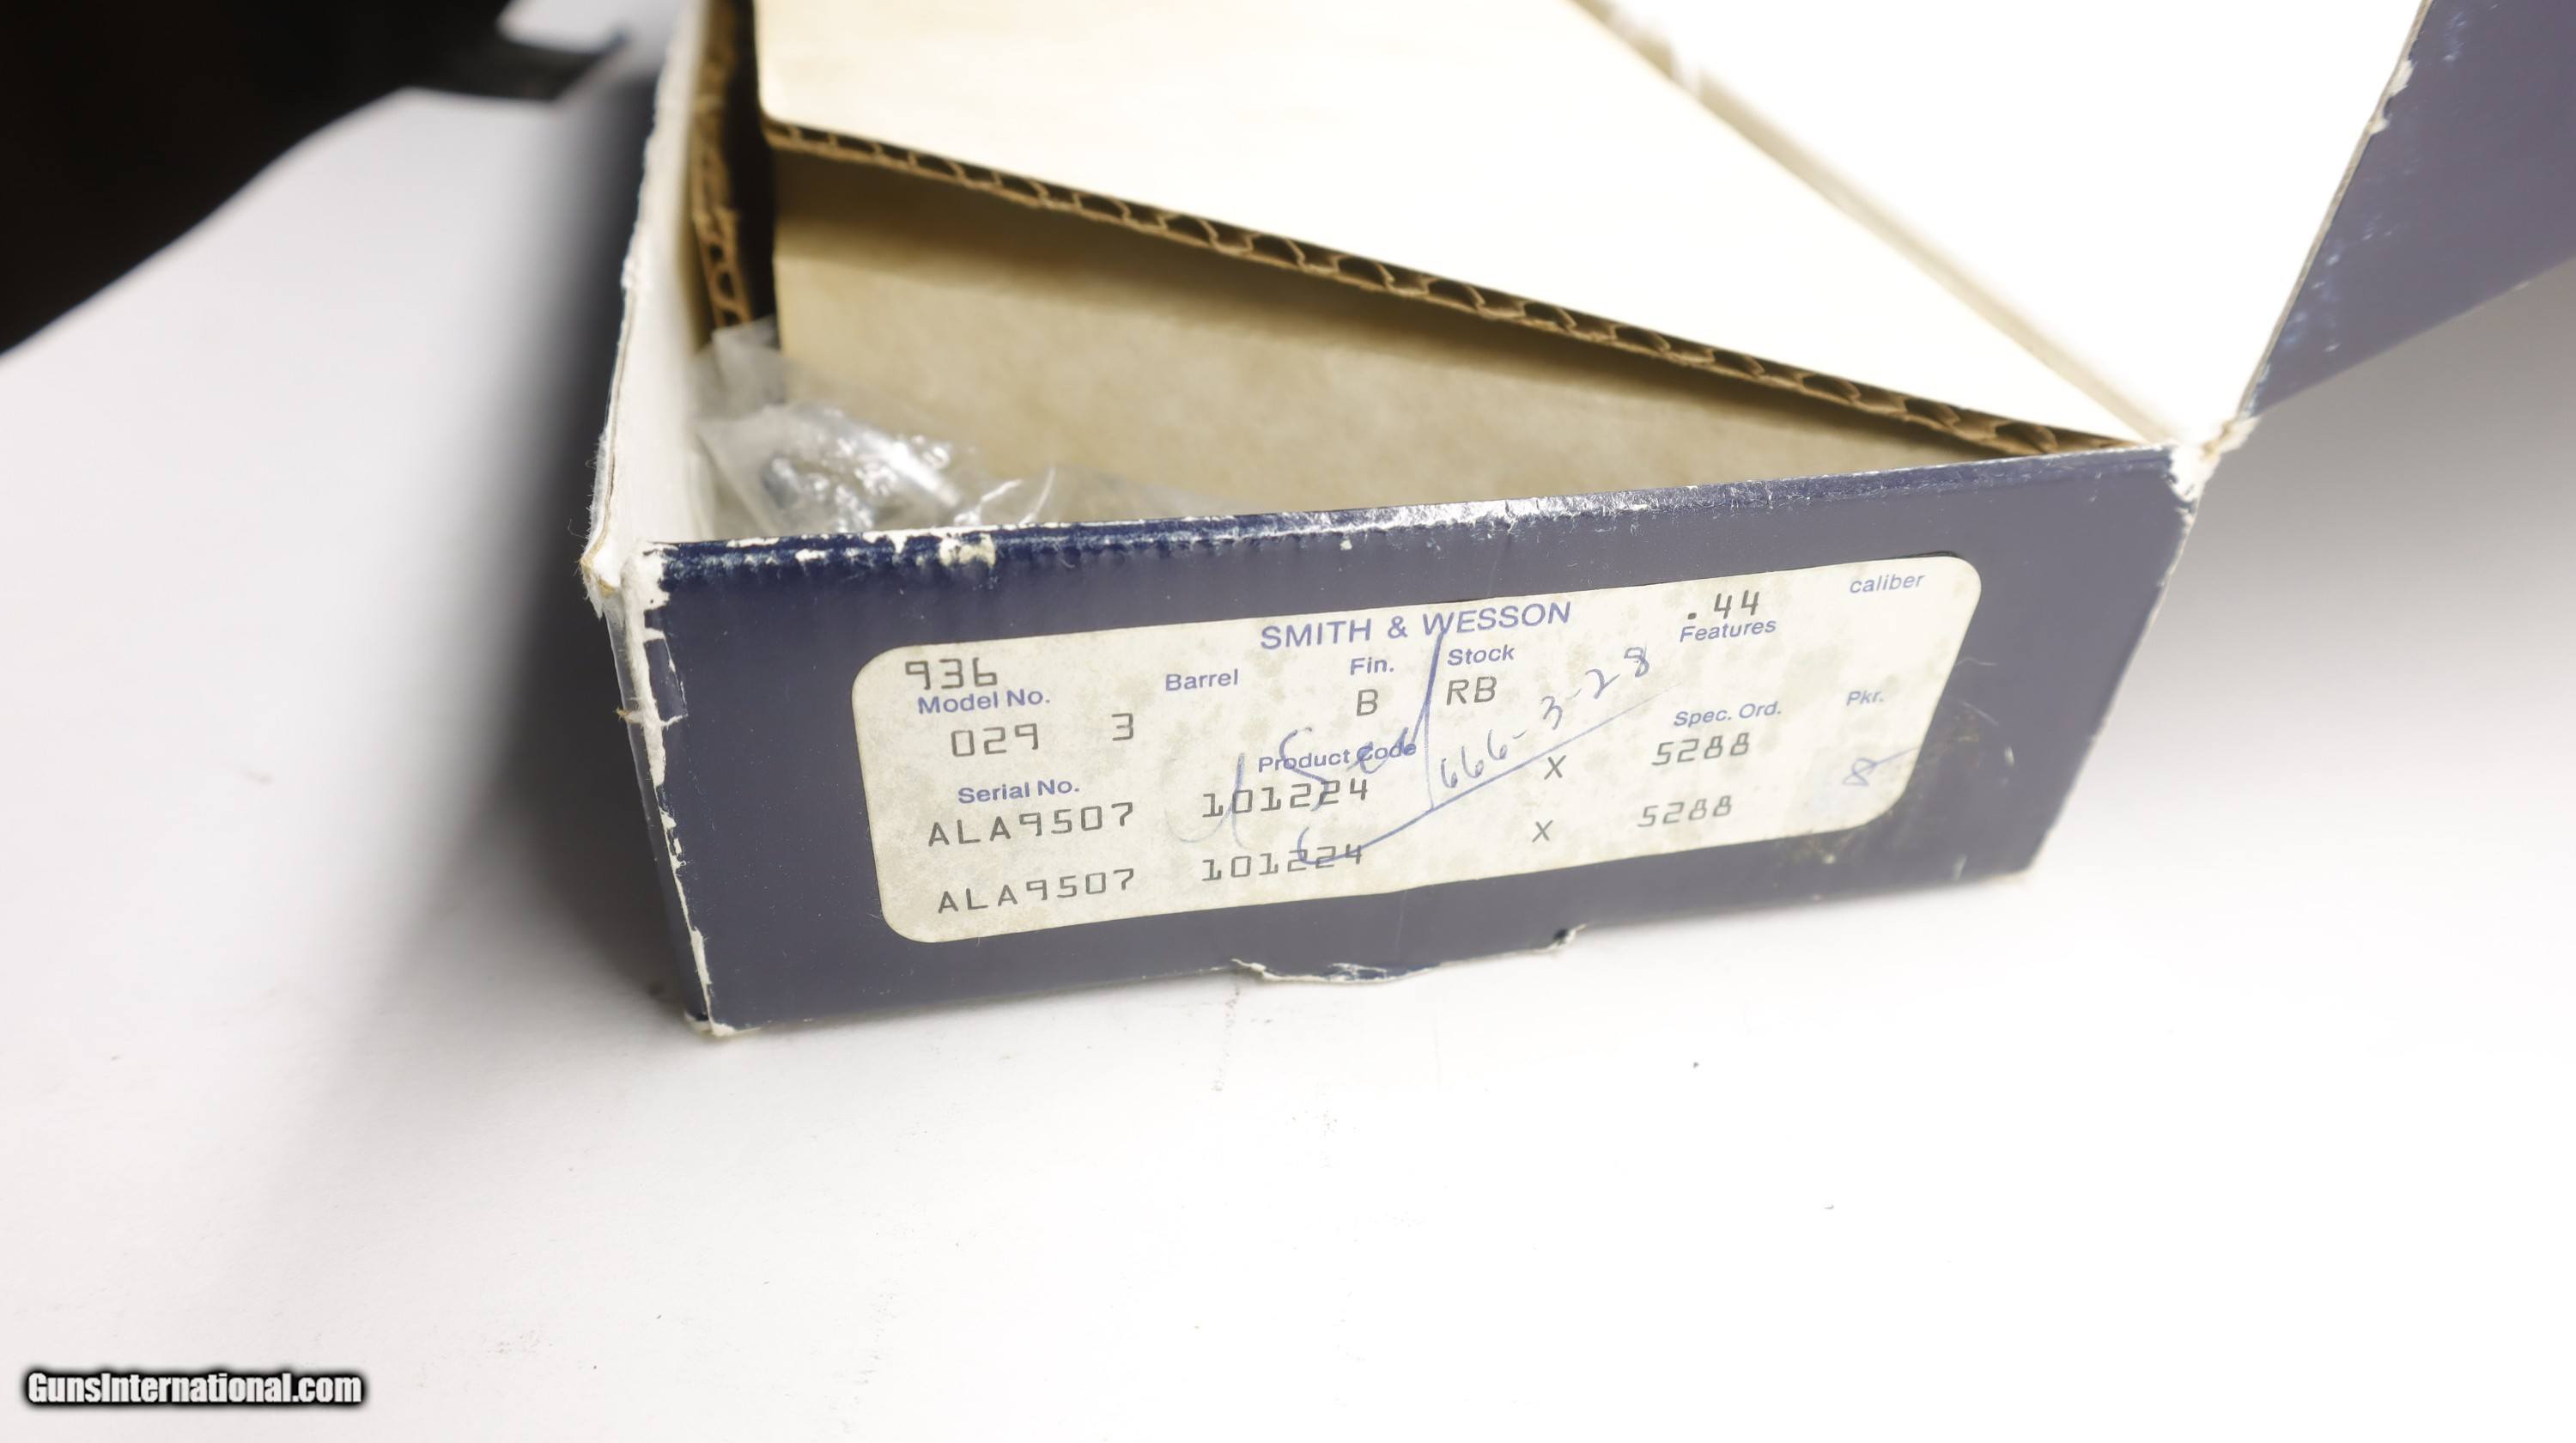 SMITH & WESSON
.44 caliber
936
Model No. Barrel Fin. Stock Features
029 3 B RB
Serial No. Product Code Spec. Ord. Pkr.
ALA9507 101224 X 5288
ALA9507 101224 X 5288
666-3-28
GunsInternational.com